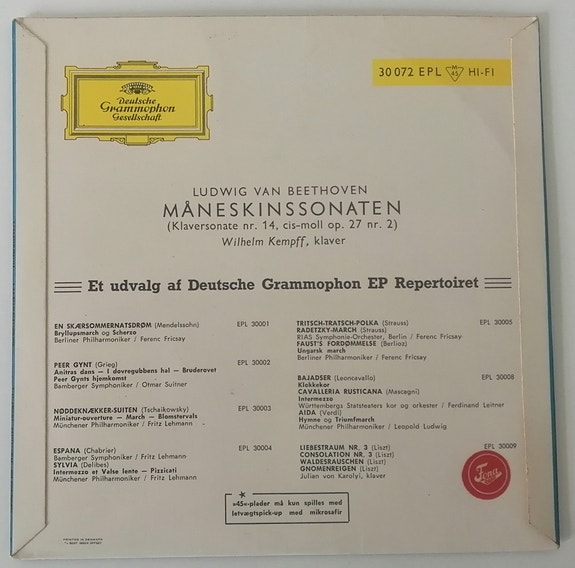 Deutsche
Grammophon
Gesellschaft
30 072 EPL M 45 HI-FI
LUDWIG VAN BEETHOVEN
MÅNESKINSSONATEN
(Klaversonate nr. 14, cis-moll op. 27 nr. 2)
Wilhelm Kempff, klaver
Et udvalg af Deutsche Grammophon EP Repertoiret
EN SKÆRSOMMERNATSDRØM (Mendelssohn) EPL 30001
Bryllupsmarch og Scherzo
Berliner Philharmoniker / Ferenc Fricsay
PEER GYNT (Grieg) EPL 30002
Anitras dans — I dovregubbens hal — Bruderovet
Peer Gynts hjemkomst
Bamberger Symphoniker / Otmar Suitner
NØDDEKNÆKKER-SUITEN (Tschaikowsky) EPL 30003
Miniatur-ouverture — March — Blomstervals
Münchener Philharmoniker / Fritz Lehmann
ESPANA (Chabrier) EPL 30004
Bamberger Symphoniker / Fritz Lehmann
SYLVIA (Delibes)
Intermezzo et Valse lente — Pizzicati
Münchener Philharmoniker / Fritz Lehmann
TRITSCH-TRATSCH-POLKA (Strauss) EPL 30005
RADETZKY-MARCH (Strauss)
RIAS Symphonie-Orchester, Berlin / Ferenc Fricsay
FAUST'S FORDØMMELSE (Berlioz)
Ungarsk march
Berliner Philharmoniker / Ferenc Fricsay
BAJADSER (Leoncavallo) EPL 30008
Klokkekor
CAVALLERIA RUSTICANA (Mascagni)
Intermezzo
Württembergs Statsteaters kor og orkester / Ferdinand Leitner
AIDA (Verdi)
Hymne og Triumfmarch
Münchener Philharmoniker / Leopold Ludwig
LIEBESTRAUM NR. 3 (Liszt) EPL 30009
CONSOLATION NR. 3 (Liszt)
WALDESRAUSCHEN (Liszt)
GNOMENREIGEN (Liszt)
Julian von Karolyi, klaver
Fona
»45«-plader må kun spilles med
letvægtspick-up med mikrosafir
PRINTED IN DENMARK